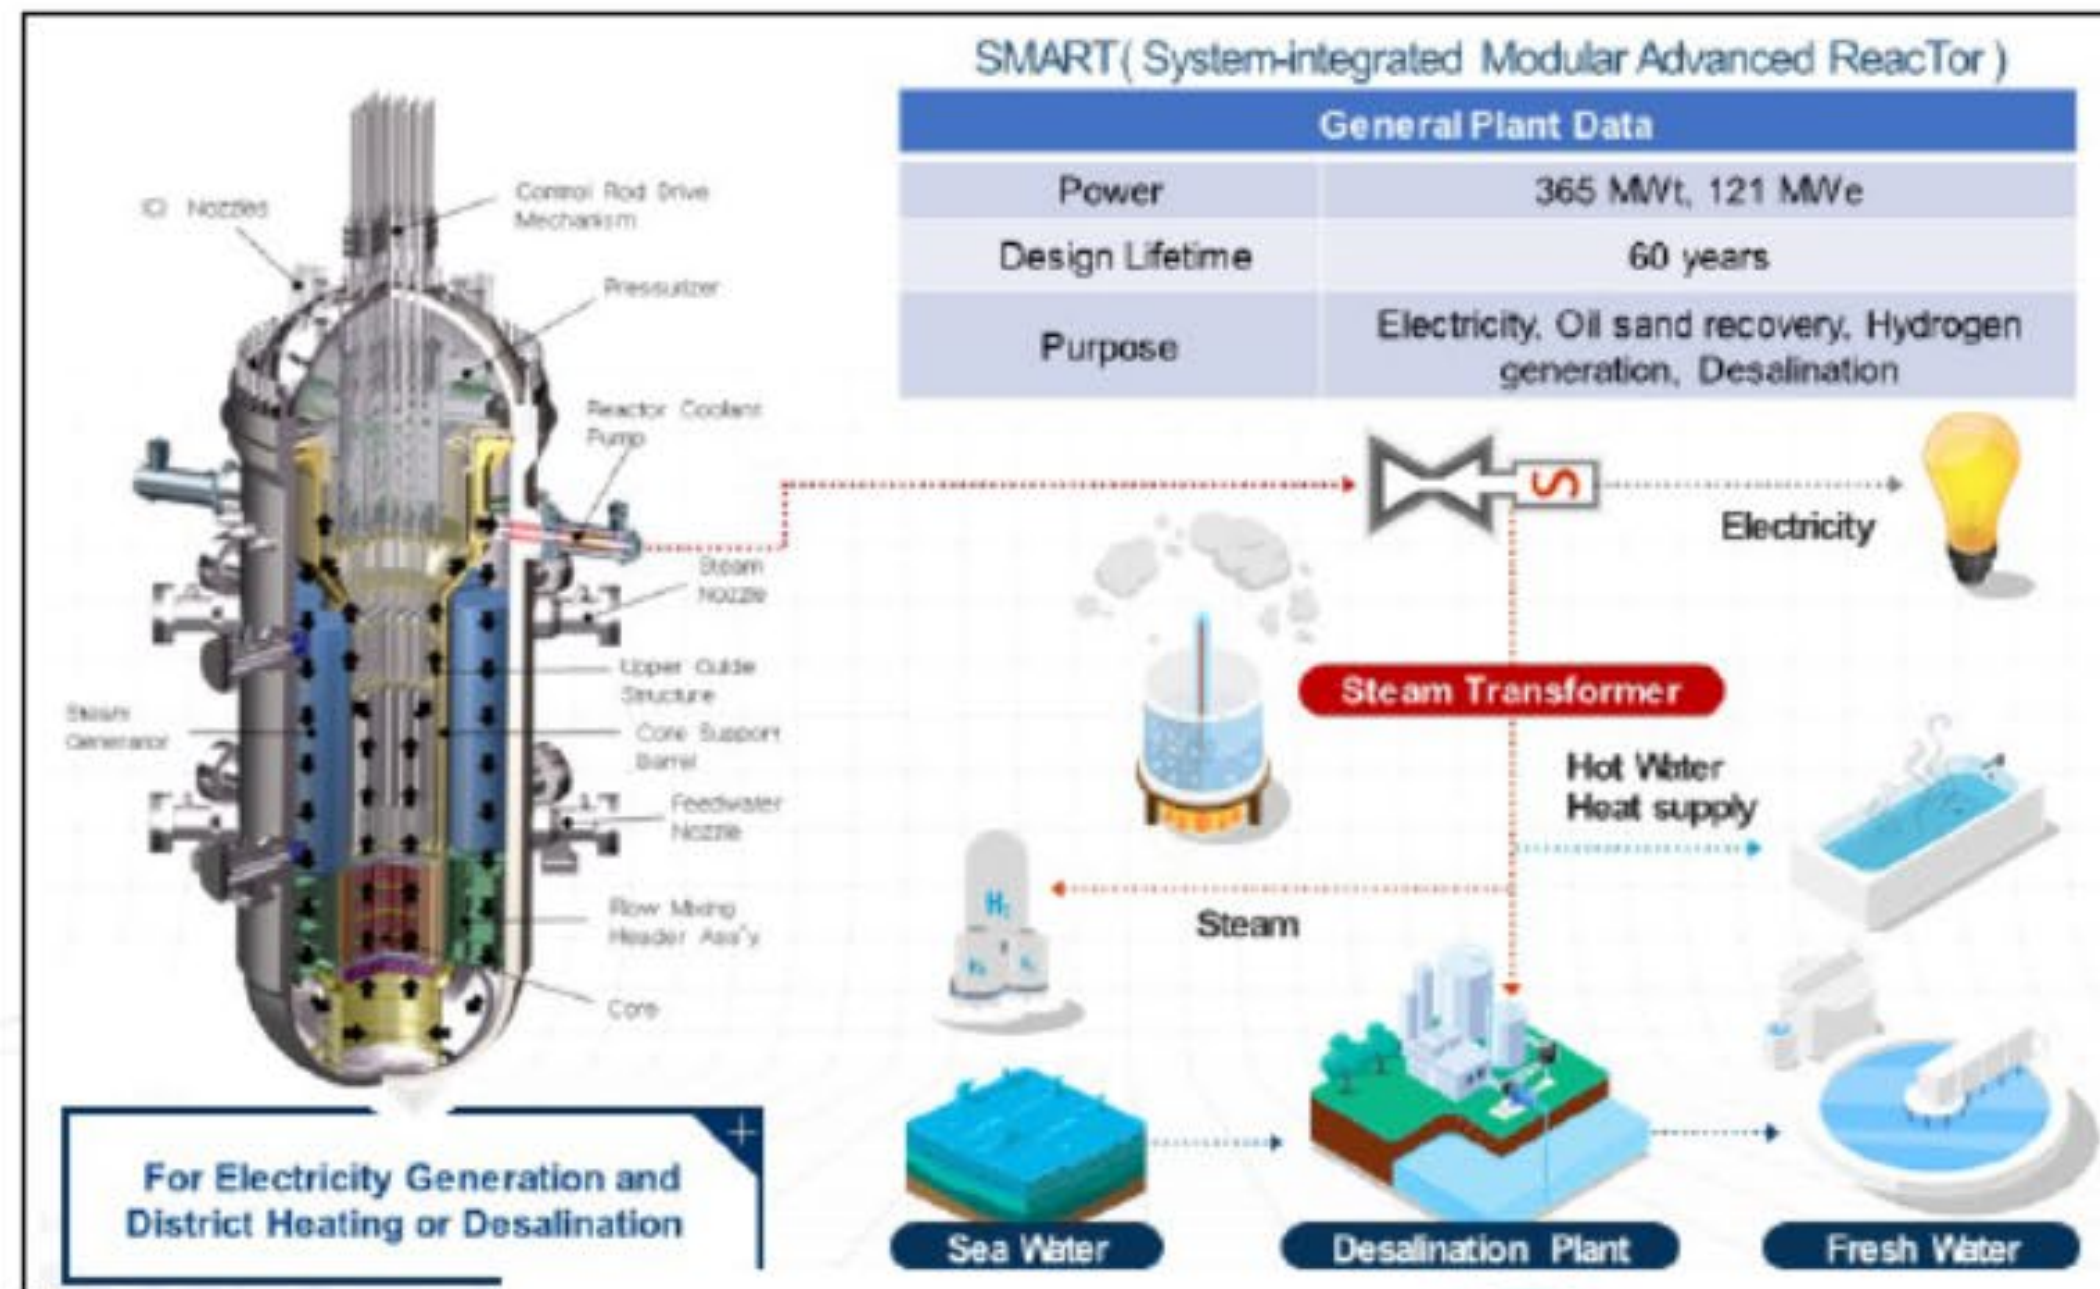 SMART ( System-integrated Modular Advanced ReacTor )
General Plant Data
Power 365 MWt, 121 MWe
Design Lifetime 60 years
Purpose Electricity, Oil sand recovery, Hydrogen
generation, Desalination
ICI Nozzles
Control Rod Drive
Mechanism
Pressurizer
Reactor Coolant
Pump
Steam
Nozzle
Upper Guide
Structure
Steam
Generator
Core Support
Barrel
Feedwater
Nozzle
Flow Mixing
Header Ass'y
Core
For Electricity Generation and
District Heating or Desalination
S
Electricity
Steam Transformer
Hot Water
Heat supply
H2
Steam
Sea Water
Desalination Plant
Fresh Water